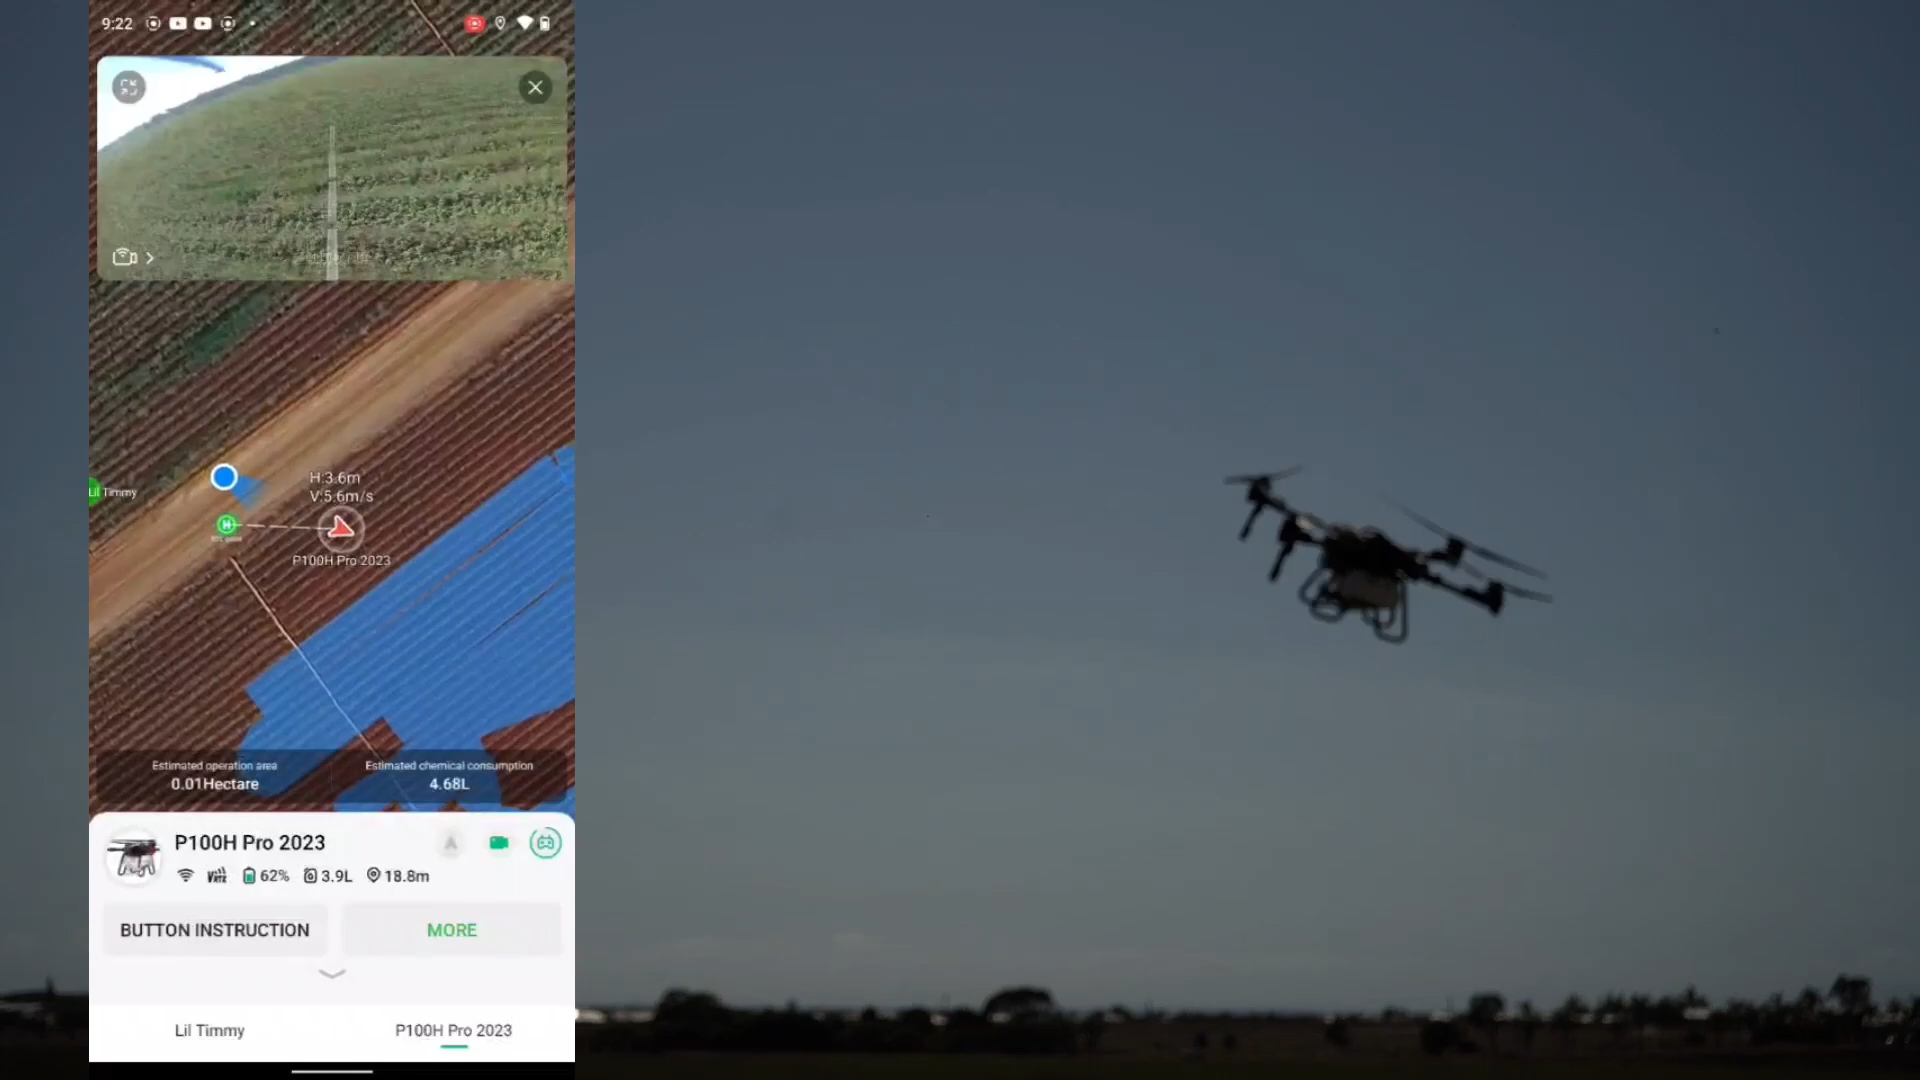 9:22
H:3.6m
V:5.6m/s
Lil Timmy
H
P100H Pro 2023
Estimated operation area
0.01Hectare
Estimated chemical consumption
4.68L
P100H Pro 2023
62%
3.9L
18.8m
BUTTON INSTRUCTION
MORE
Lil Timmy
P100H Pro 2023